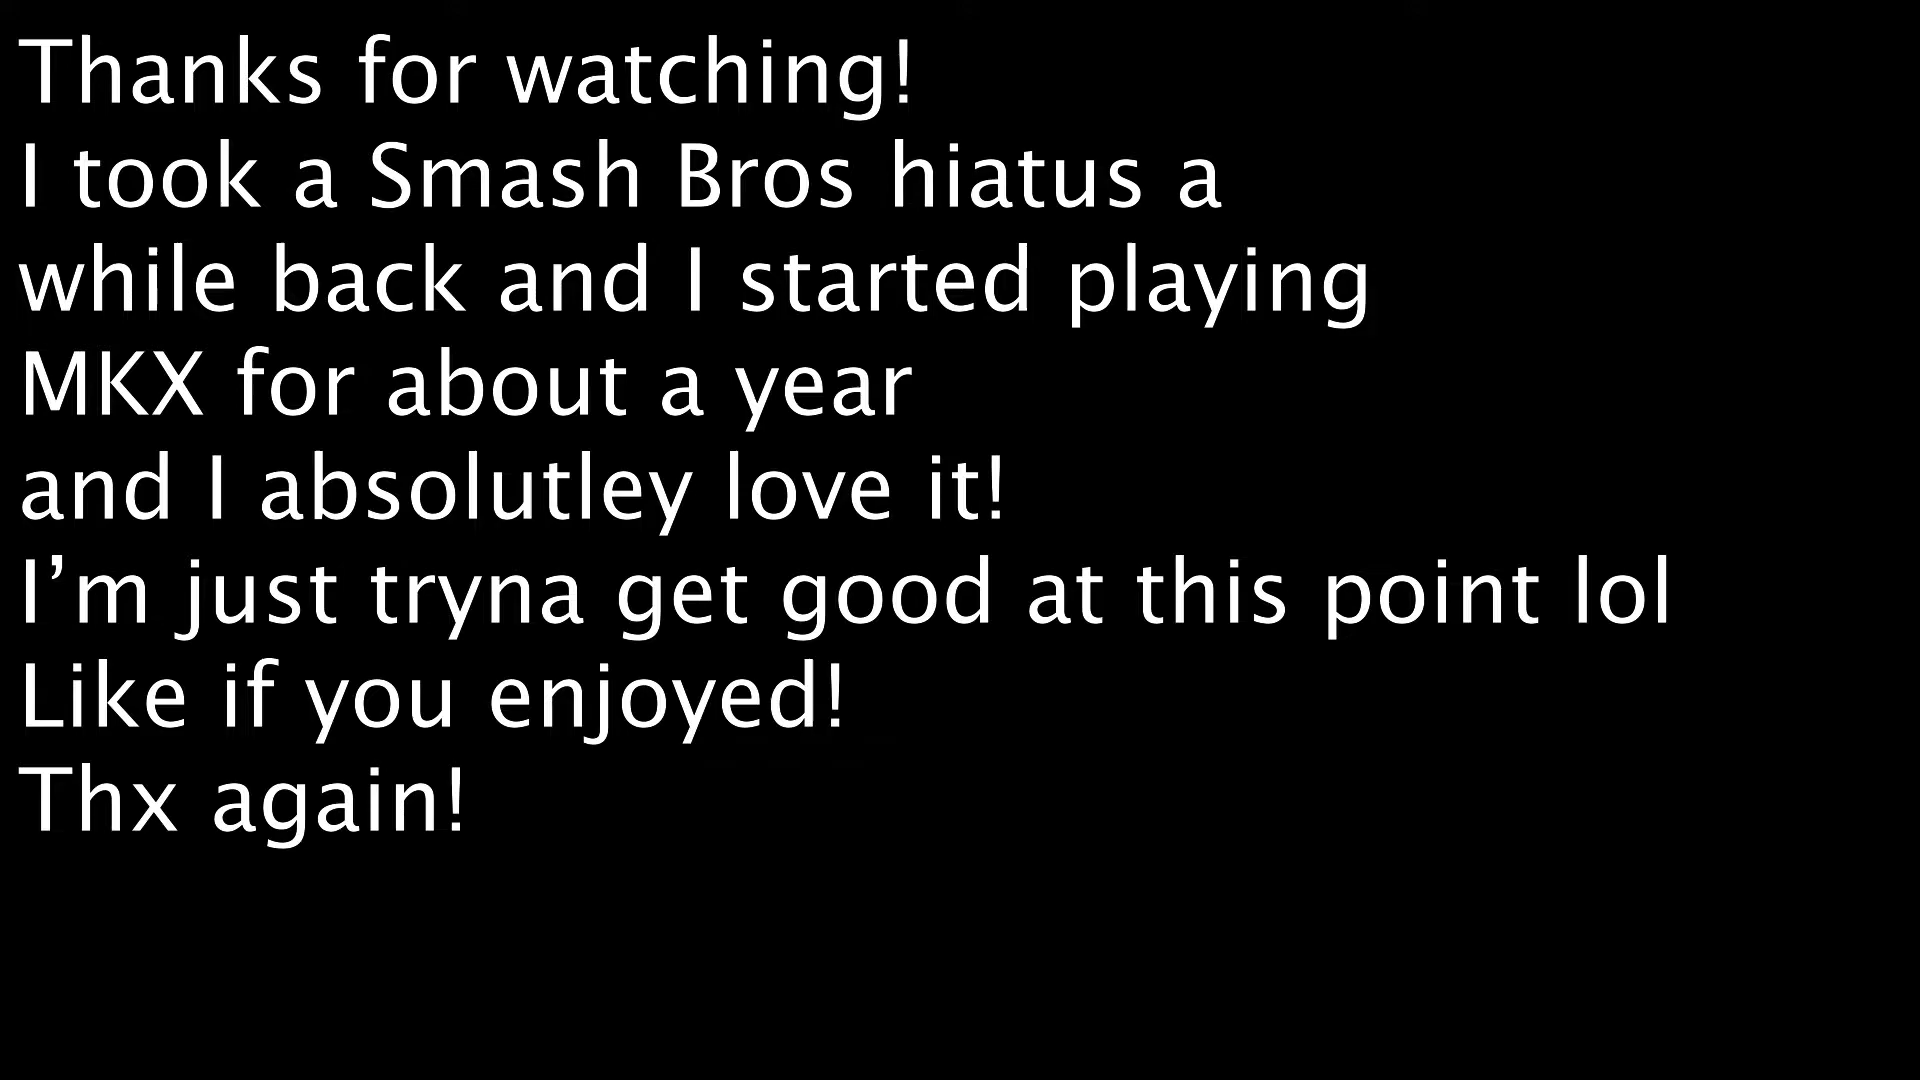 Thanks for watching!
I took a Smash Bros hiatus a
while back and I started playing
MKX for about a year
and I absolutley love it!
I’m just tryna get good at this point lol
Like if you enjoyed!
Thx again!